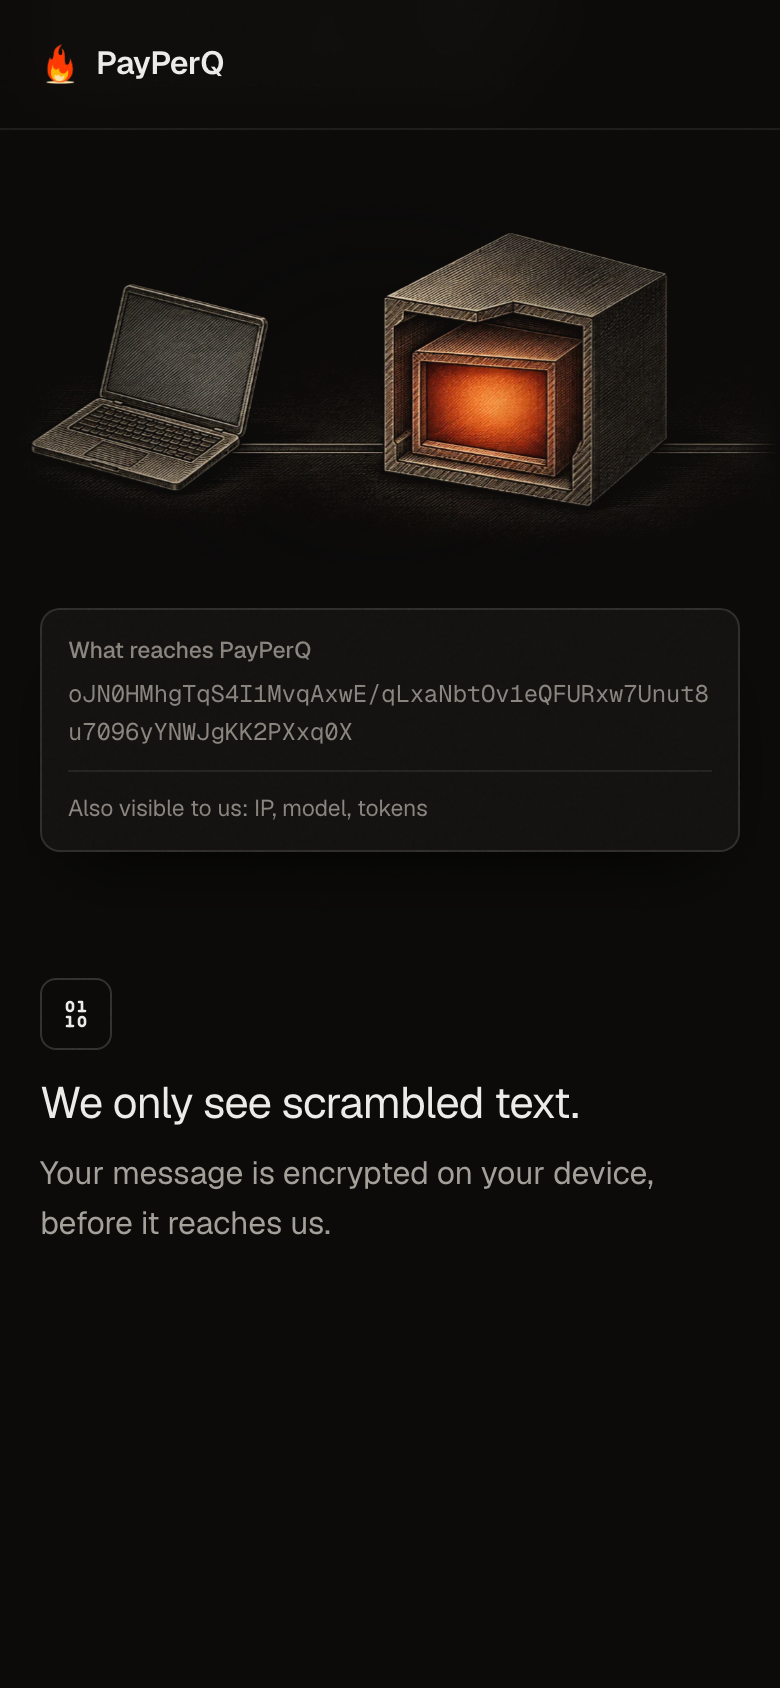 PayPerQ
What reaches PayPerQ
oJN0HMhgTqS4I1MvqAxwE/qLxaNbtOv1eQFURxw7Unut8
u7096yYNWJgKK2PXxq0X
Also visible to us: IP, model, tokens
01
10
We only see scrambled text.
Your message is encrypted on your device,
before it reaches us.